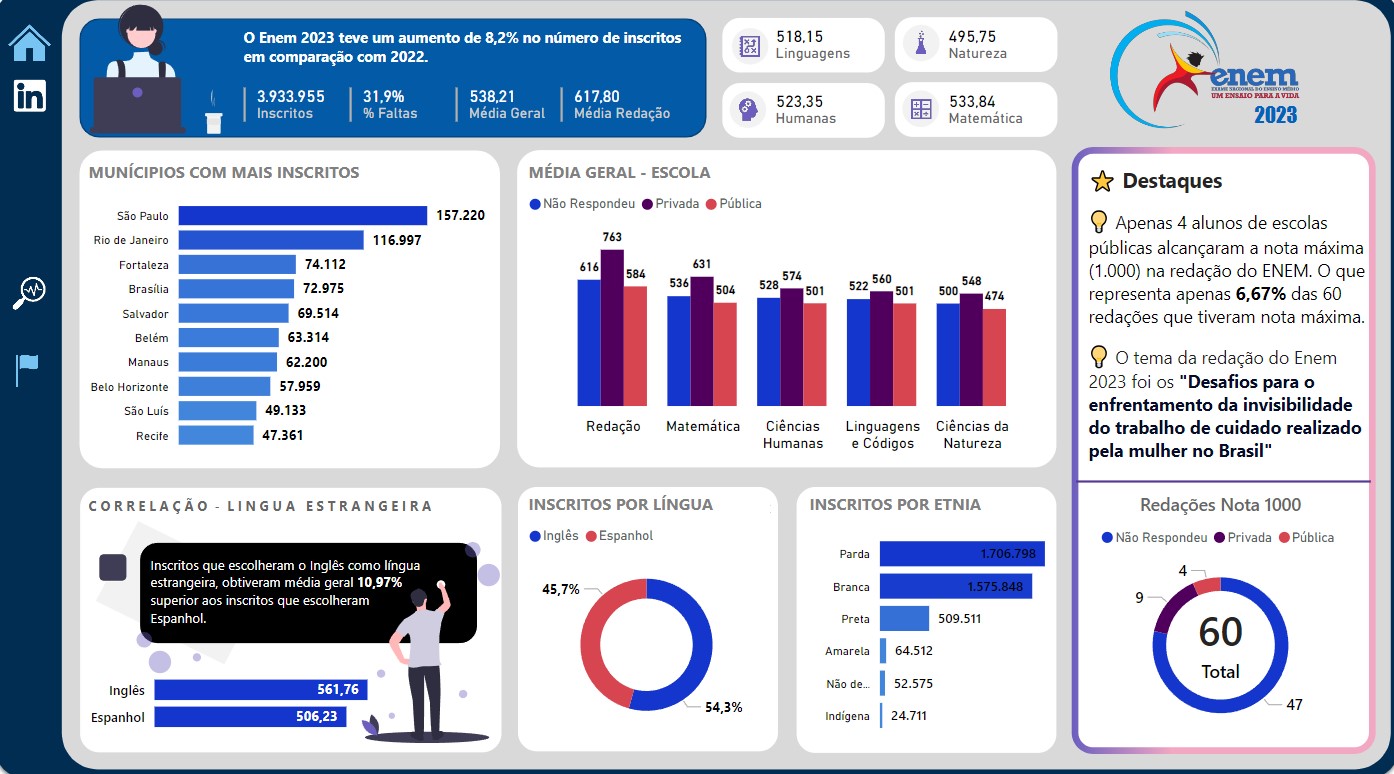 O Enem 2023 teve um aumento de 8,2% no número de inscritos
em comparação com 2022.
3.933.955
Inscritos
31,9%
% Faltas
538,21
Média Geral
617,80
Média Redação
518,15
Linguagens
495,75
Natureza
523,35
Humanas
533,84
Matemática
enem
EXAME NACIONAL DO ENSINO MÉDIO
UM ENSAIO PARA A VIDA
2023
in
MUNÍCIPIOS COM MAIS INSCRITOS
São Paulo 157.220
Rio de Janeiro 116.997
Fortaleza 74.112
Brasília 72.975
Salvador 69.514
Belém 63.314
Manaus 62.200
Belo Horizonte 57.959
São Luís 49.133
Recife 47.361
MÉDIA GERAL - ESCOLA
Não Respondeu Privada Pública
616 763 584
536 631 504
528 574 501
522 560 501
500 548 474
Redação
Matemática
Ciências
Humanas
Linguagens
e Códigos
Ciências da
Natureza
Destaques
Apenas 4 alunos de escolas
públicas alcançaram a nota máxima
(1.000) na redação do ENEM. O que
representa apenas 6,67% das 60
redações que tiveram nota máxima.
O tema da redação do Enem
2023 foi os "Desafios para o
enfrentamento da invisibilidade
do trabalho de cuidado realizado
pela mulher no Brasil"
CORRELAÇÃO - LINGUA ESTRANGEIRA
Inscritos que escolheram o Inglês como língua
estrangeira, obtiveram média geral 10,97%
superior aos inscritos que escolheram
Espanhol.
Inglês 561,76
Espanhol 506,23
INSCRITOS POR LÍNGUA
Inglês Espanhol
45,7%
54,3%
INSCRITOS POR ETNIA
Parda 1.706.798
Branca 1.575.848
Preta 509.511
Amarela 64.512
Não de... 52.575
Indígena 24.711
Redações Nota 1000
Não Respondeu Privada Pública
4
9
60
Total
47